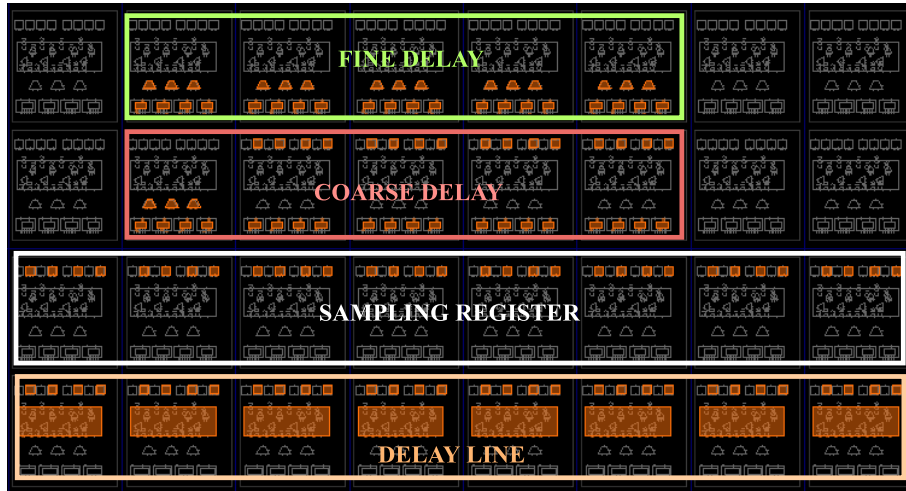 FINE DELAY
COARSE DELAY
SAMPLING REGISTER
DELAY LINE